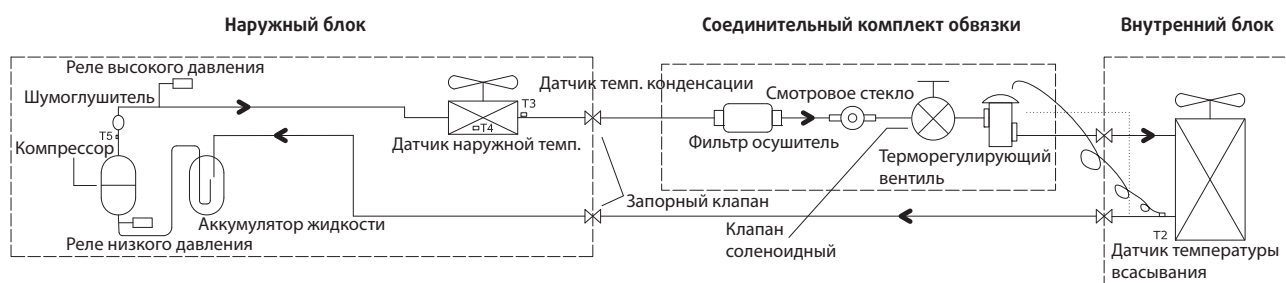 Наружный блок
Соединительный комплект обвязки
Внутренний блок
Реле высокого давления
Шумоглушитель
T5
Компрессор
Реле низкого давления
Аккумулятор жидкости
Датчик темп. конденсации
T3
T4
Датчик наружной темп.
Запорный клапан
Смотровое стекло
Фильтр осушитель
Терморегулирующий
вентиль
Клапан
соленоидный
T2
Датчик температуры
всасывания